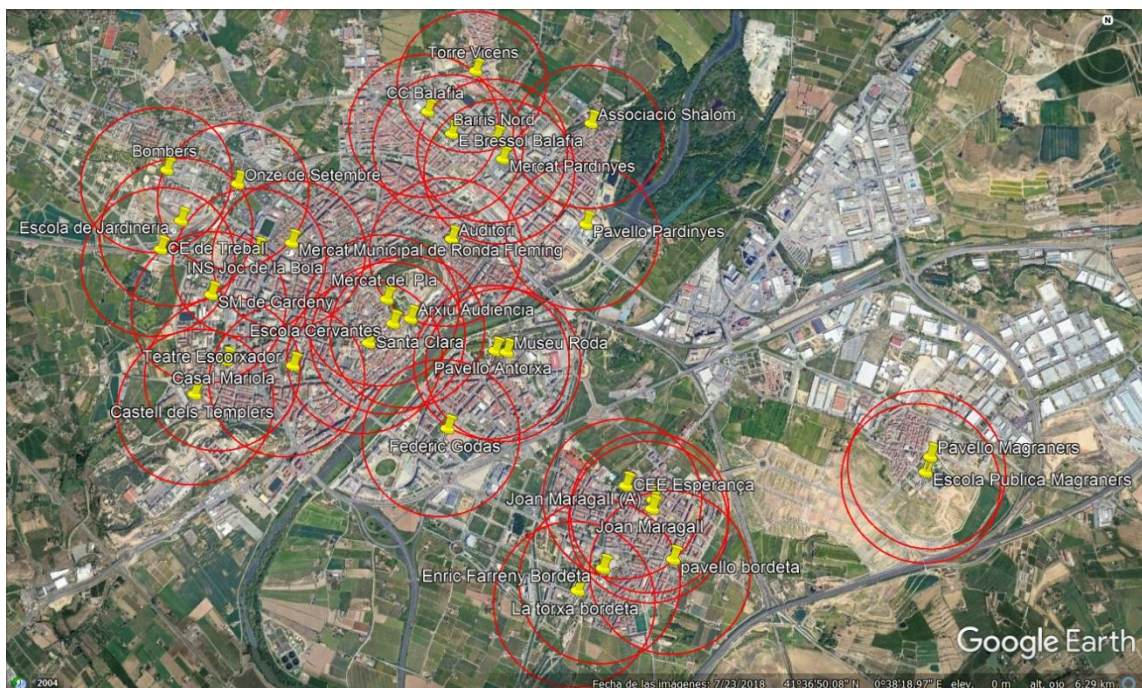 N
Torre Vicens
CC Balafia
Barris Nord
Associació Shalom
E Bressol Balafia
Bombers
Mercat Pardinyes
Onze de Setembre
Escola de Jardineria
Auditori
Pavello Pardinyes
CE de Treball
Mercat Municipal de Ronda Fleming
INS Joc de la Bola
Mercat del Pla
SM de Gardeny
Arxiu Audiencia
Escola Cervantes
Santa Clara
Museu Roda
Teatre Escorxador
Pavello Antorxa
Casal Mariola
Castell dels Templers
Federic Godas
Pavello Magraners
Escola Publica Magraners
CEE Esperança
Joan Maragall (A)
Joan Maragall
pavello bordeta
Enric Farreny Bordeta
La torxa bordeta
Google Earth
2004
Fecha de las imágenes: 7/23/2018 41°36'50.08" N 0°38'18.97" E elev. 0 m alt. ojo 6.29 km